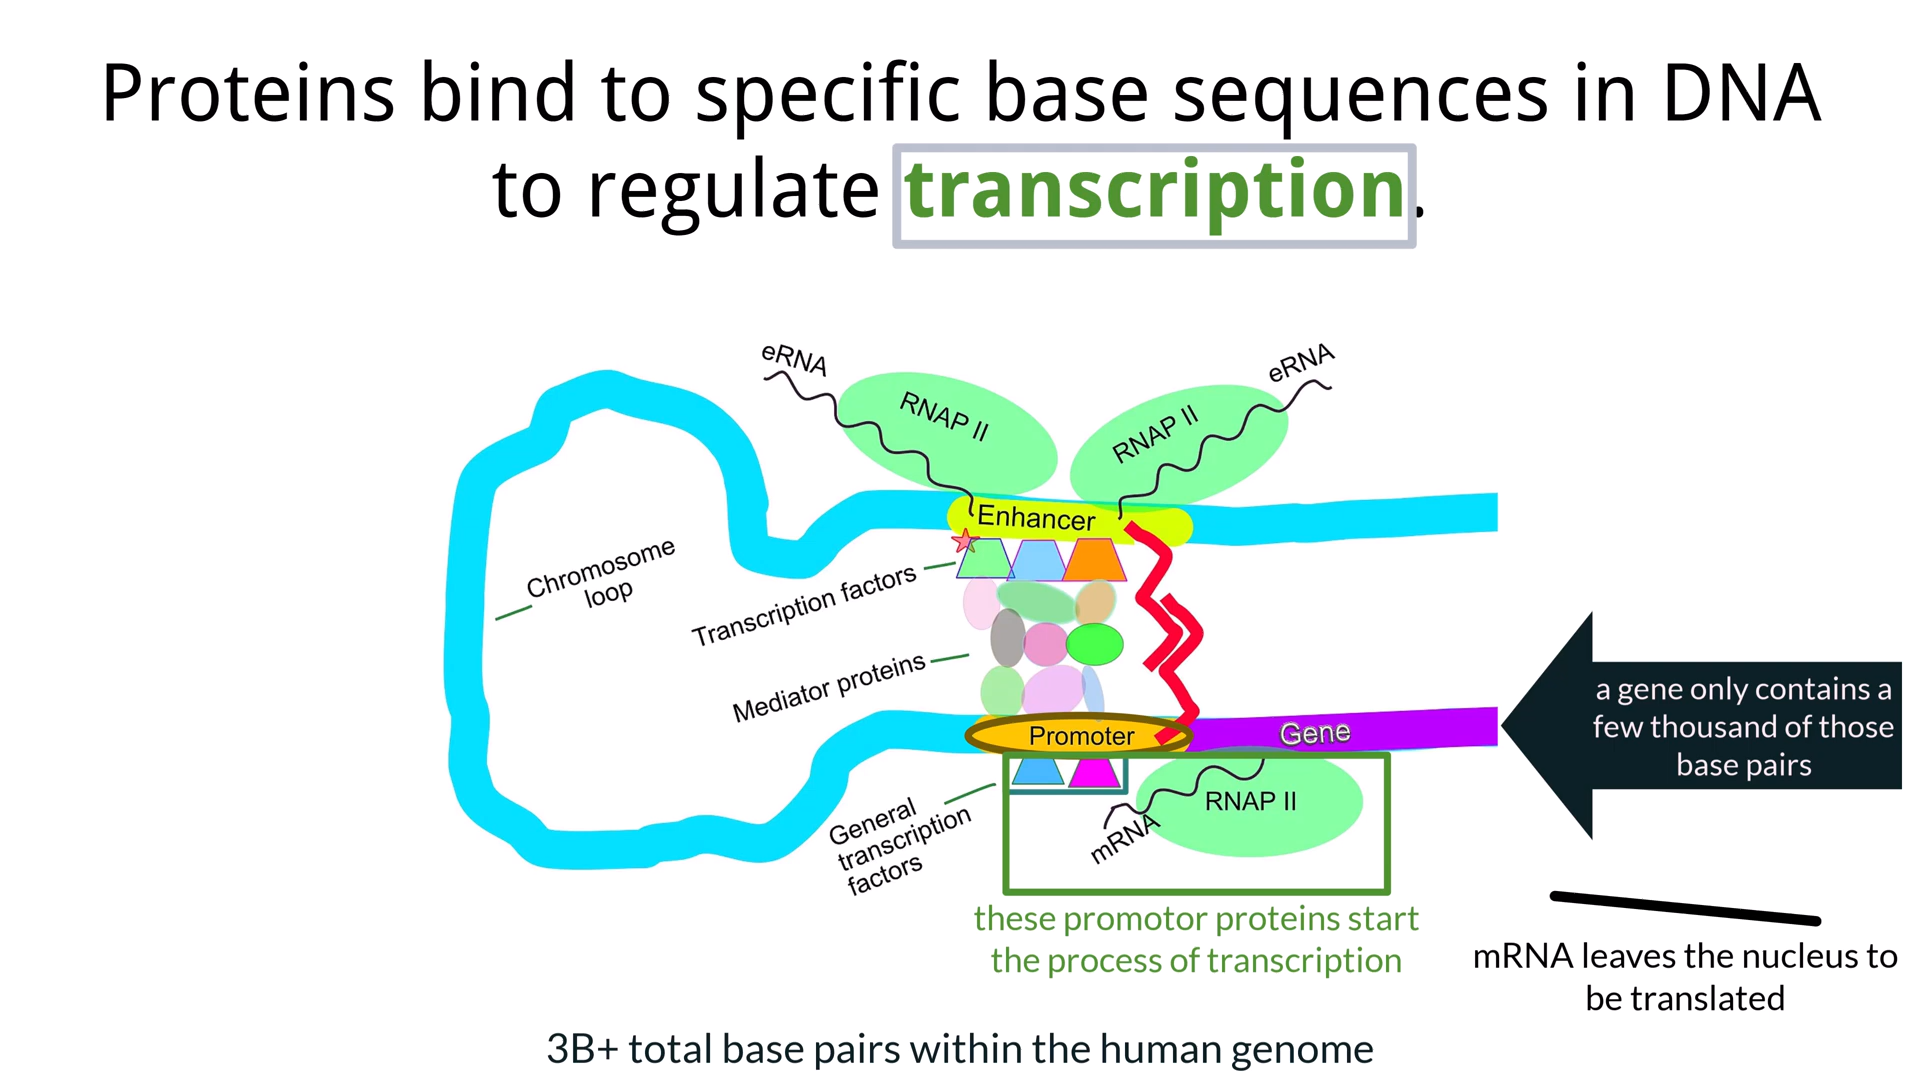 Proteins bind to specific base sequences in DNA
to regulate transcription.
eRNA
eRNA
RNAP II
RNAP II
Enhancer
Chromosome
loop
Transcription factors
Mediator proteins
Promoter
Gene
a gene only contains a
few thousand of those
base pairs
General
transcription
factors
mRNA
RNAP II
these promotor proteins start
the process of transcription
mRNA leaves the nucleus to
be translated
3B+ total base pairs within the human genome